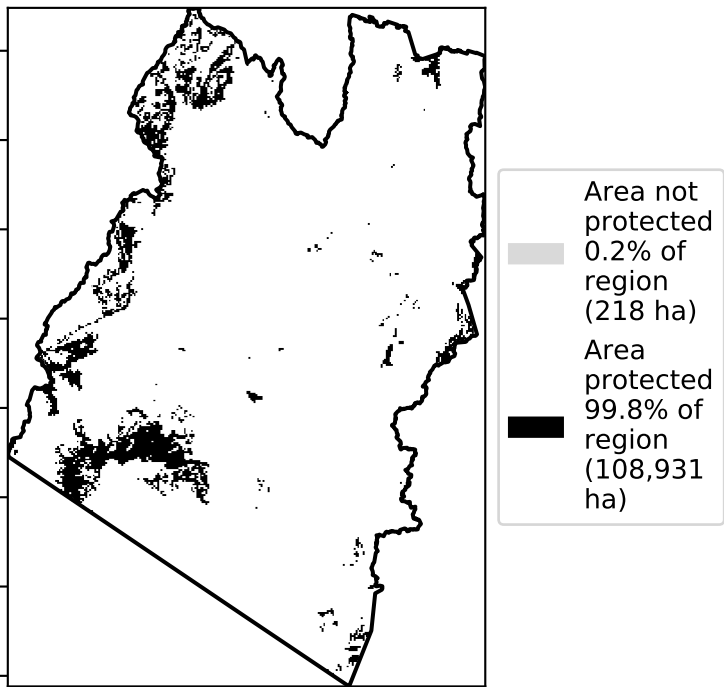 Area not
protected
0.2% of
region
(218 ha)
Area
protected
99.8% of
region
(108,931
ha)